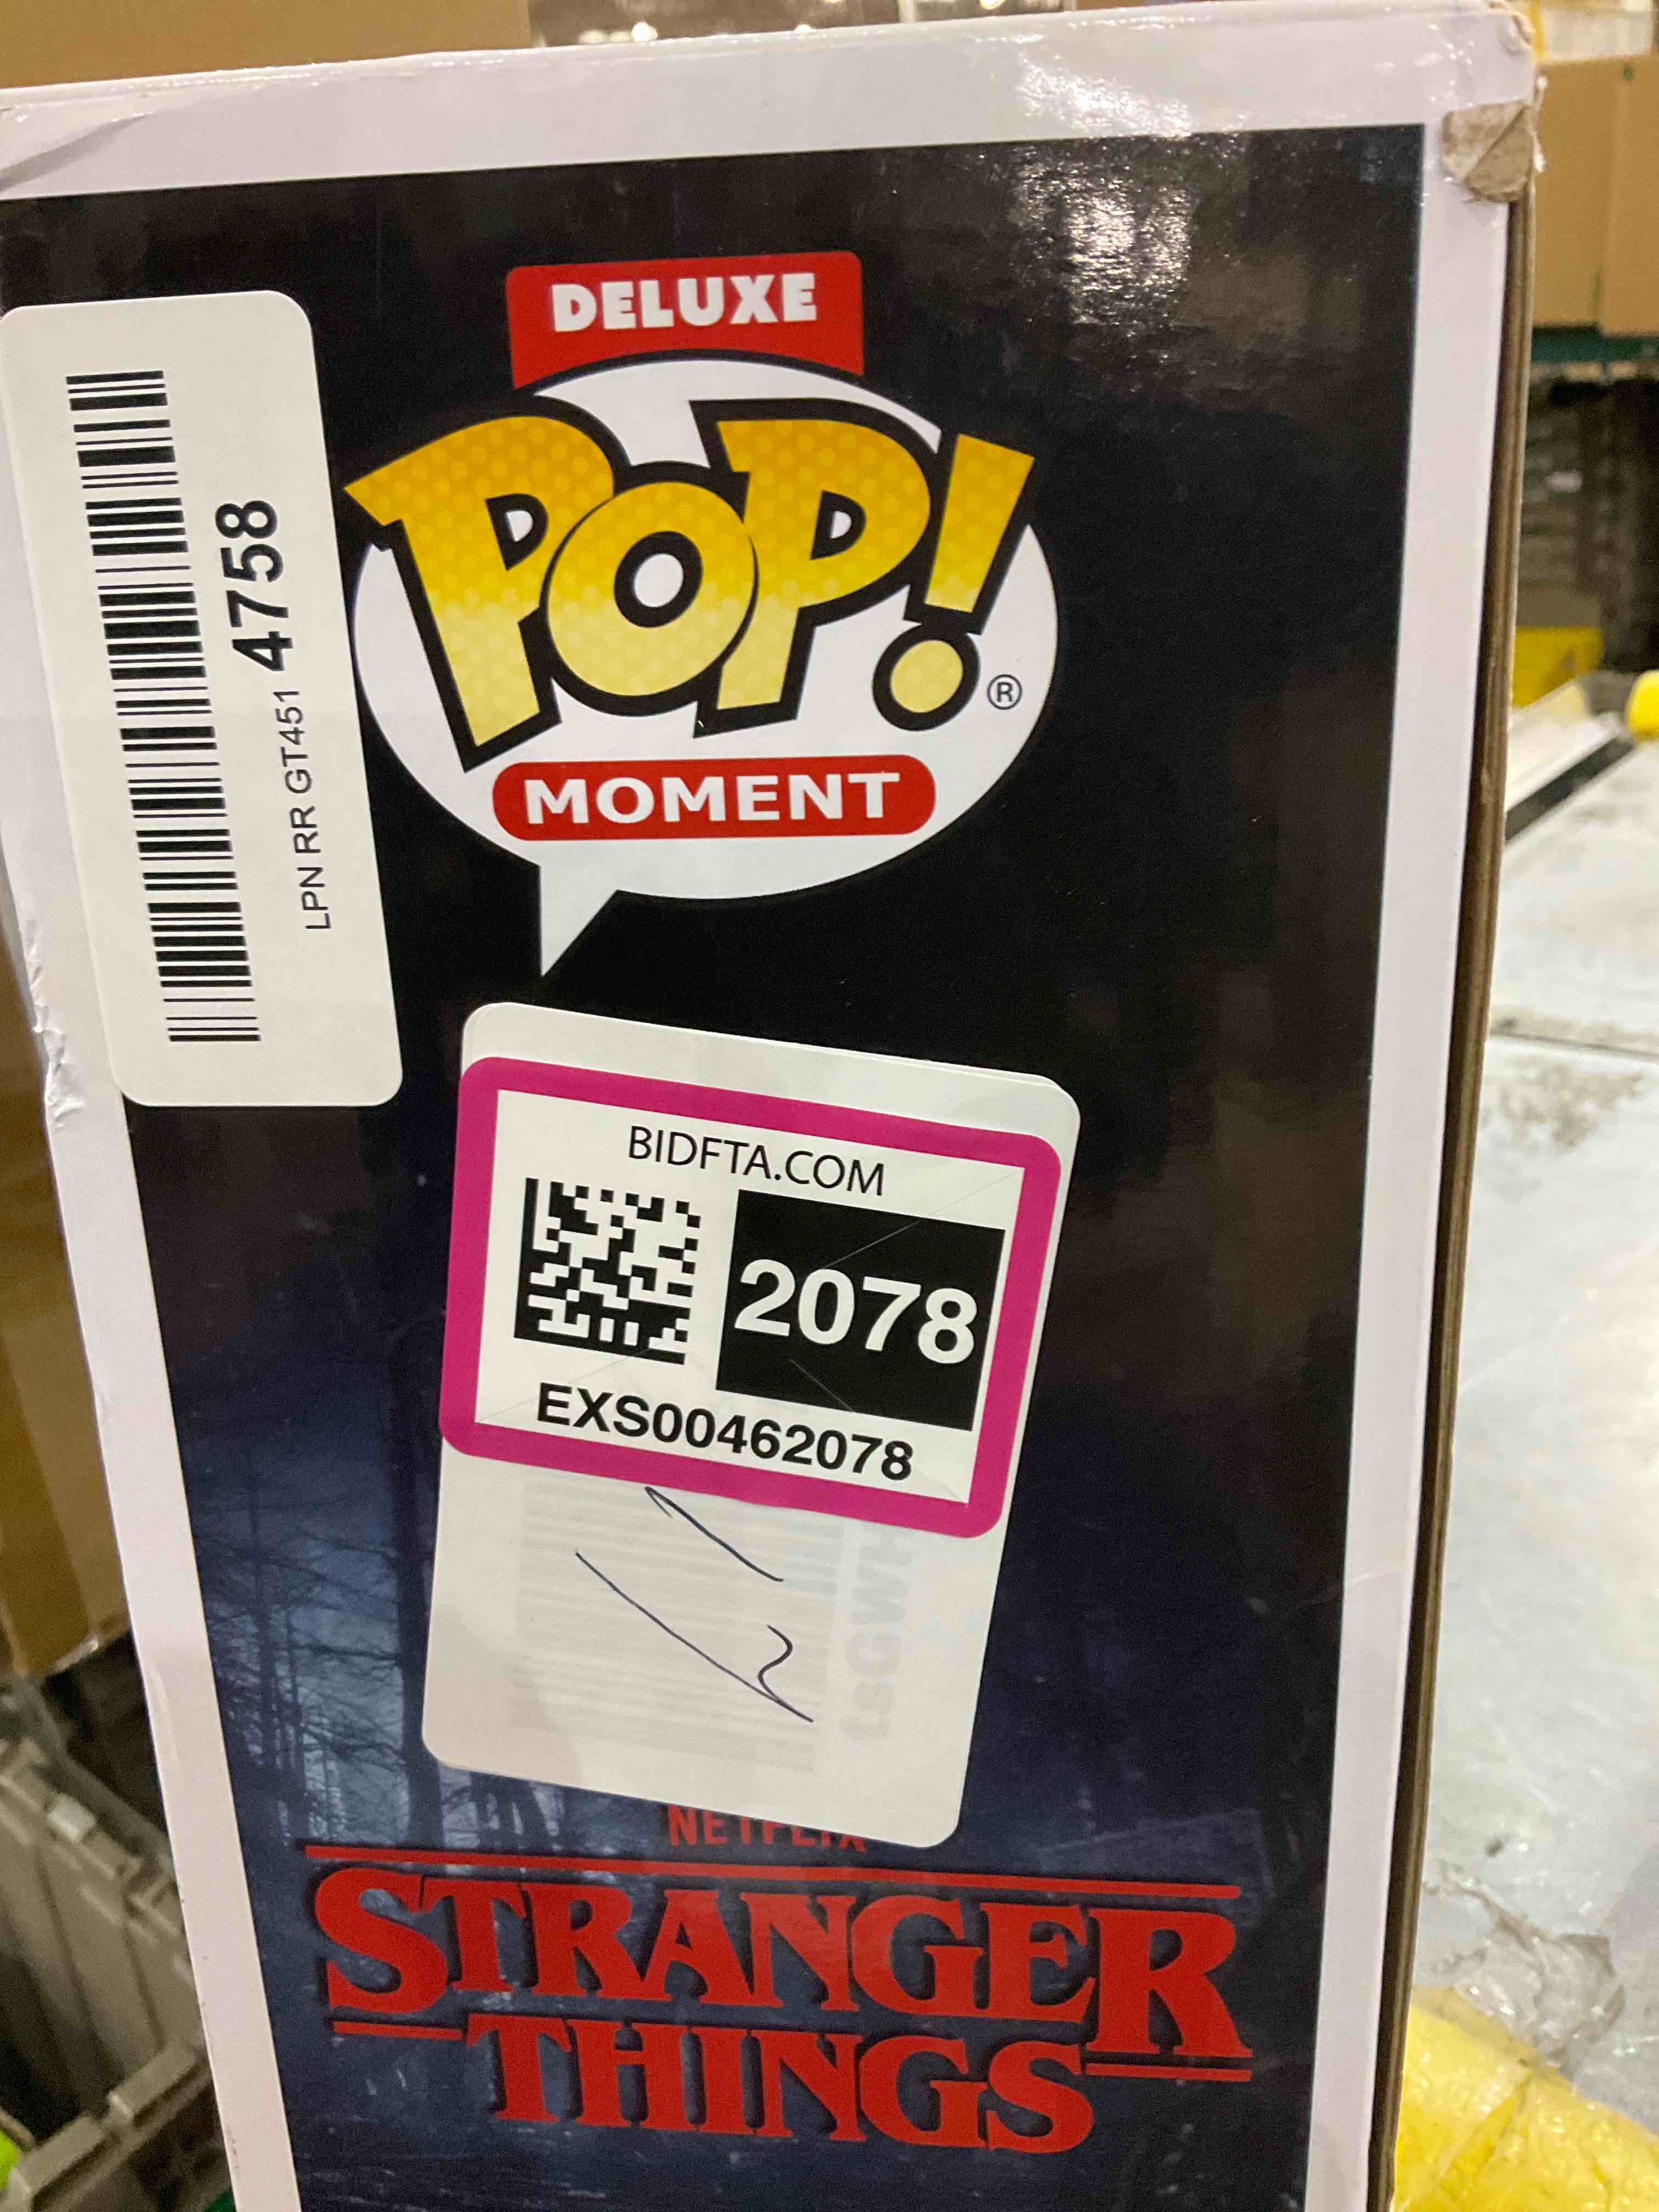 DELUXE
POP!®
MOMENT
LPN RR GT451 4758
BIDFTA.COM
2078
EXS00462078
NETFLIX
STRANGER
THINGS